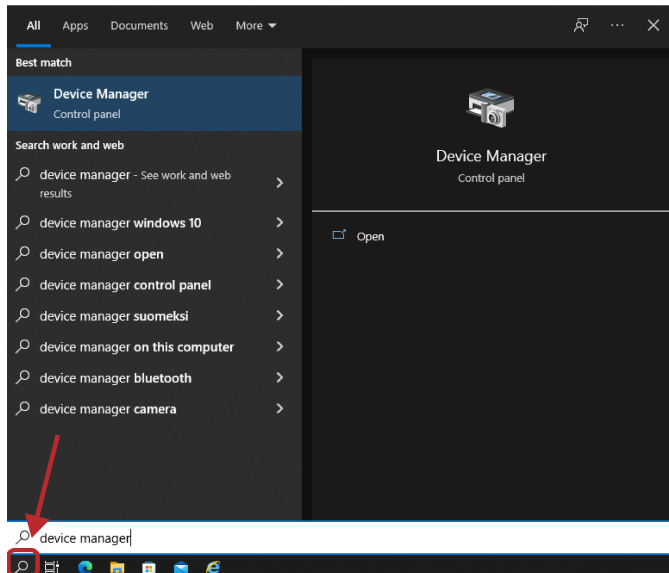 All Apps Documents Web More
Best match
Device Manager
Control panel
Search work and web
device manager - See work and web
results
device manager windows 10
device manager open
device manager control panel
device manager suomeksi
device manager on this computer
device manager bluetooth
device manager camera
Device Manager
Control panel
Open
device manager